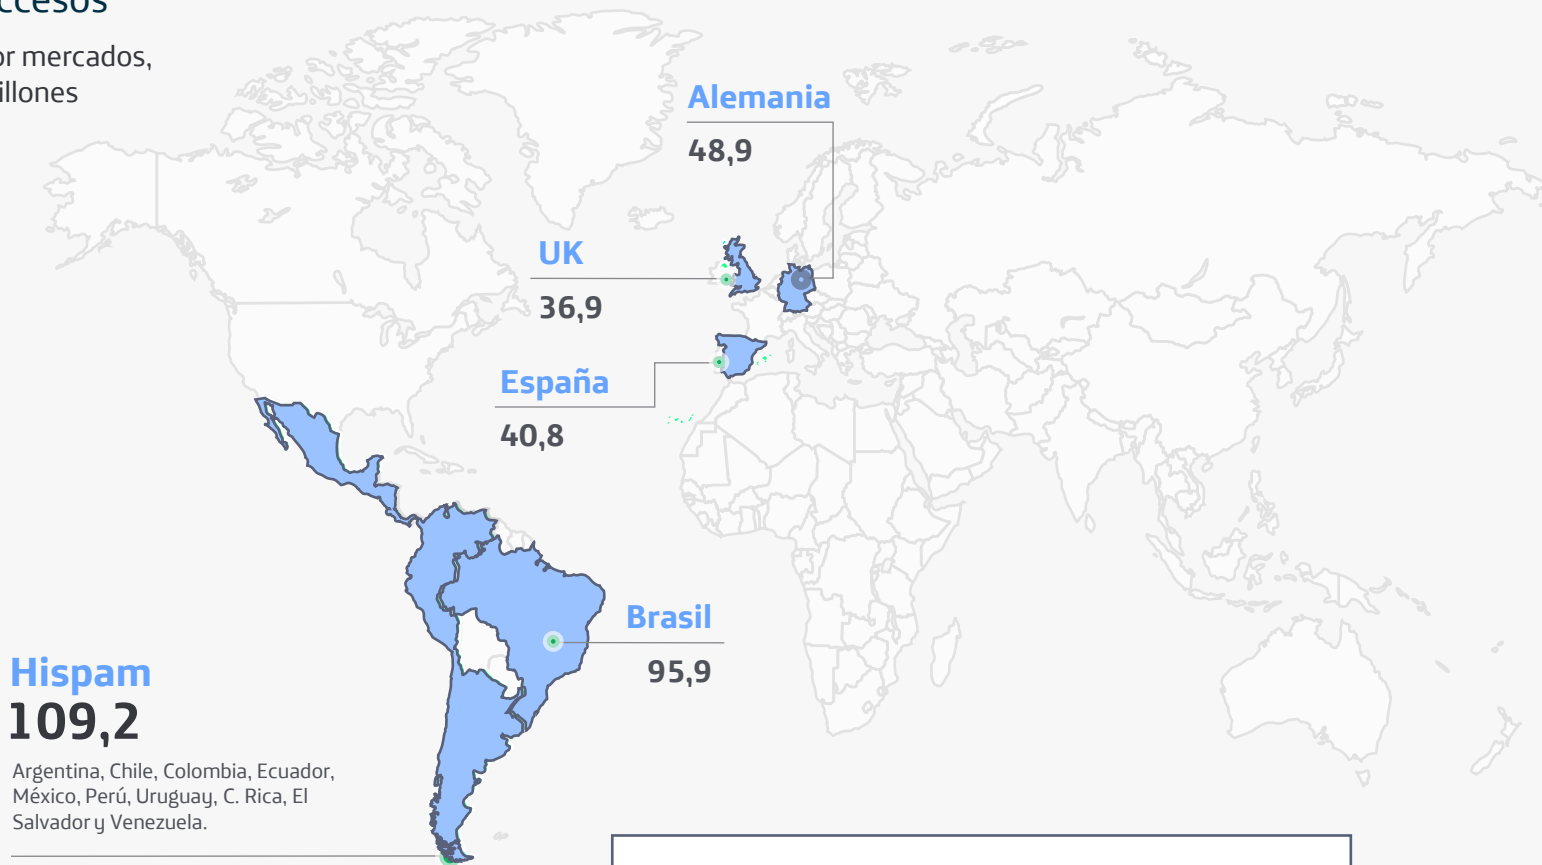 or mercados,
illones
Alemania
48,9
UK
36,9
España
40,8
Brasil
95,9
Hispam
109,2
Argentina, Chile, Colombia, Ecuador,
México, Perú, Uruguay, C. Rica, El
Salvador y Venezuela.